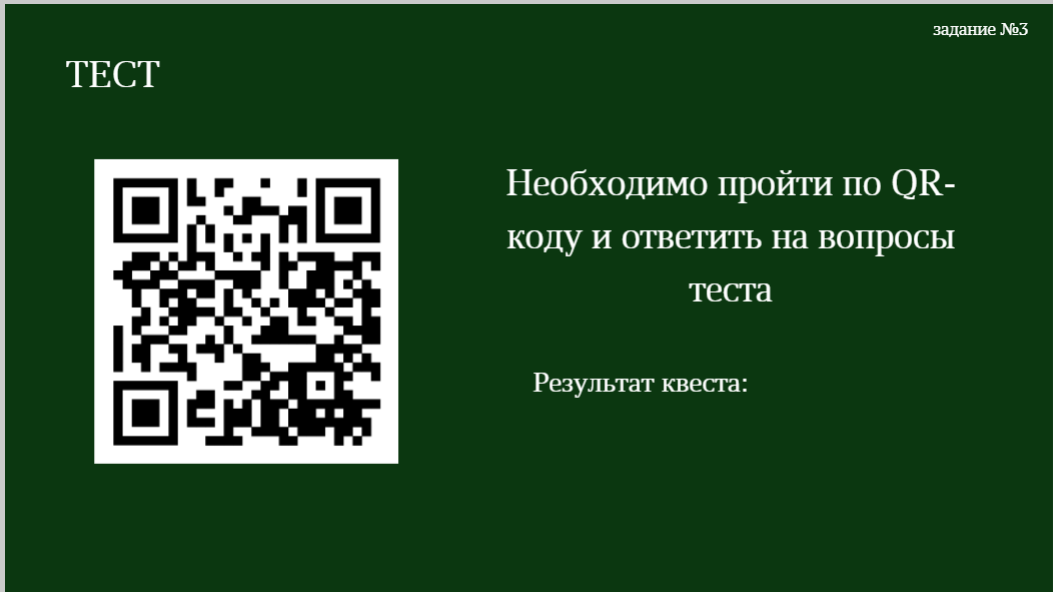 задание №3
ТЕСТ
Необходимо пройти по QR-
коду и ответить на вопросы
теста
Результат квеста: